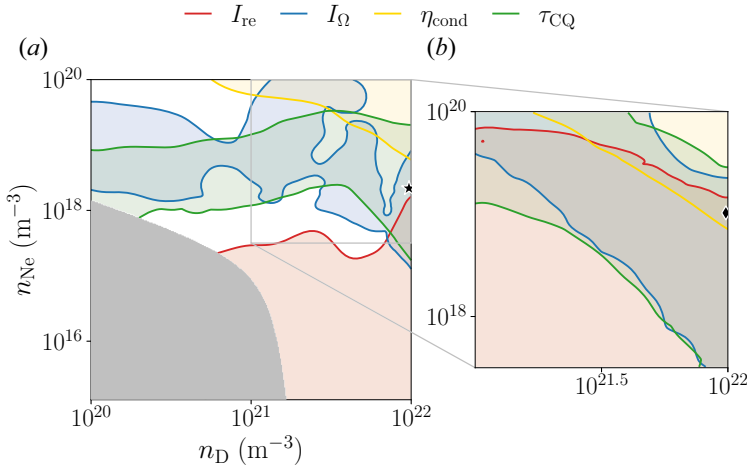 I_re I_Ω η_cond τ_CQ
(a) (b)
10^20
10^18
10^16
n_Ne (m^−3)
10^20 10^21 10^22
n_D (m^−3)
10^20
10^18
10^21.5 10^22